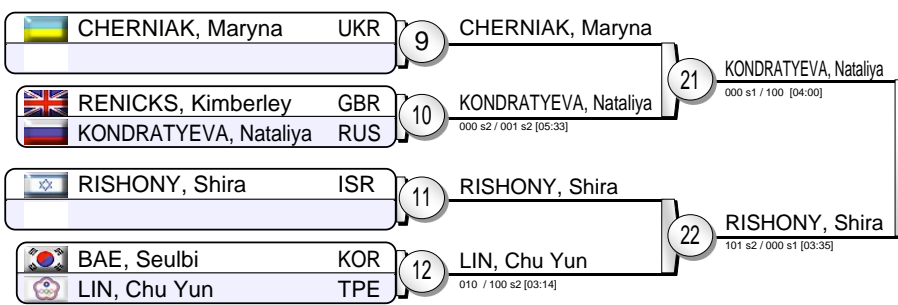 CHERNIAK, Maryna UKR
9
CHERNIAK, Maryna
21
KONDRATYEVA, Nataliya
000 s1 / 100 [04:00]
RENICKS, Kimberley GBR
KONDRATYEVA, Nataliya RUS
10
KONDRATYEVA, Nataliya
000 s2 / 001 s2 [05:33]
RISHONY, Shira ISR
11
RISHONY, Shira
22
RISHONY, Shira
101 s2 / 000 s1 [03:35]
BAE, Seulbi KOR
LIN, Chu Yun TPE
12
LIN, Chu Yun
010 / 100 s2 [03:14]